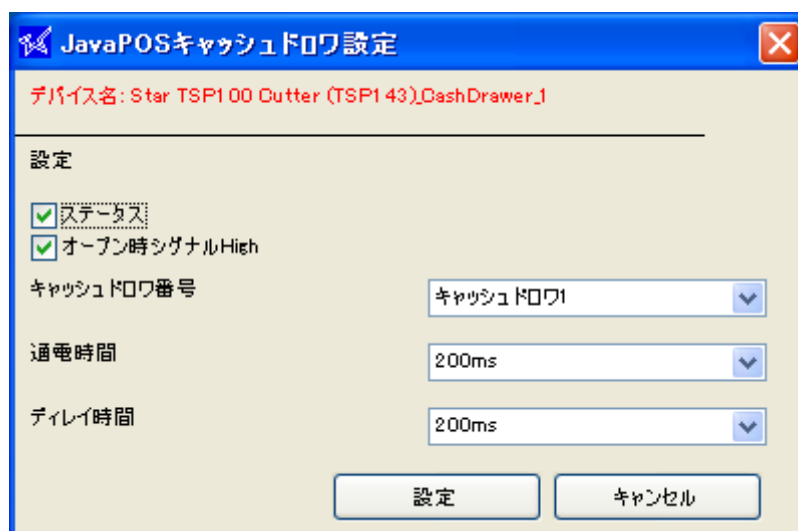 JavaPOSキャッシュドロワ設定
デバイス名: Star TSP100 Cutter (TSP143)_CashDrawer_1
設定
ステータス
オープン時シグナルHigh
キャッシュドロワ番号 キャッシュドロワ1
通電時間 200ms
ディレイ時間 200ms
設定 キャンセル